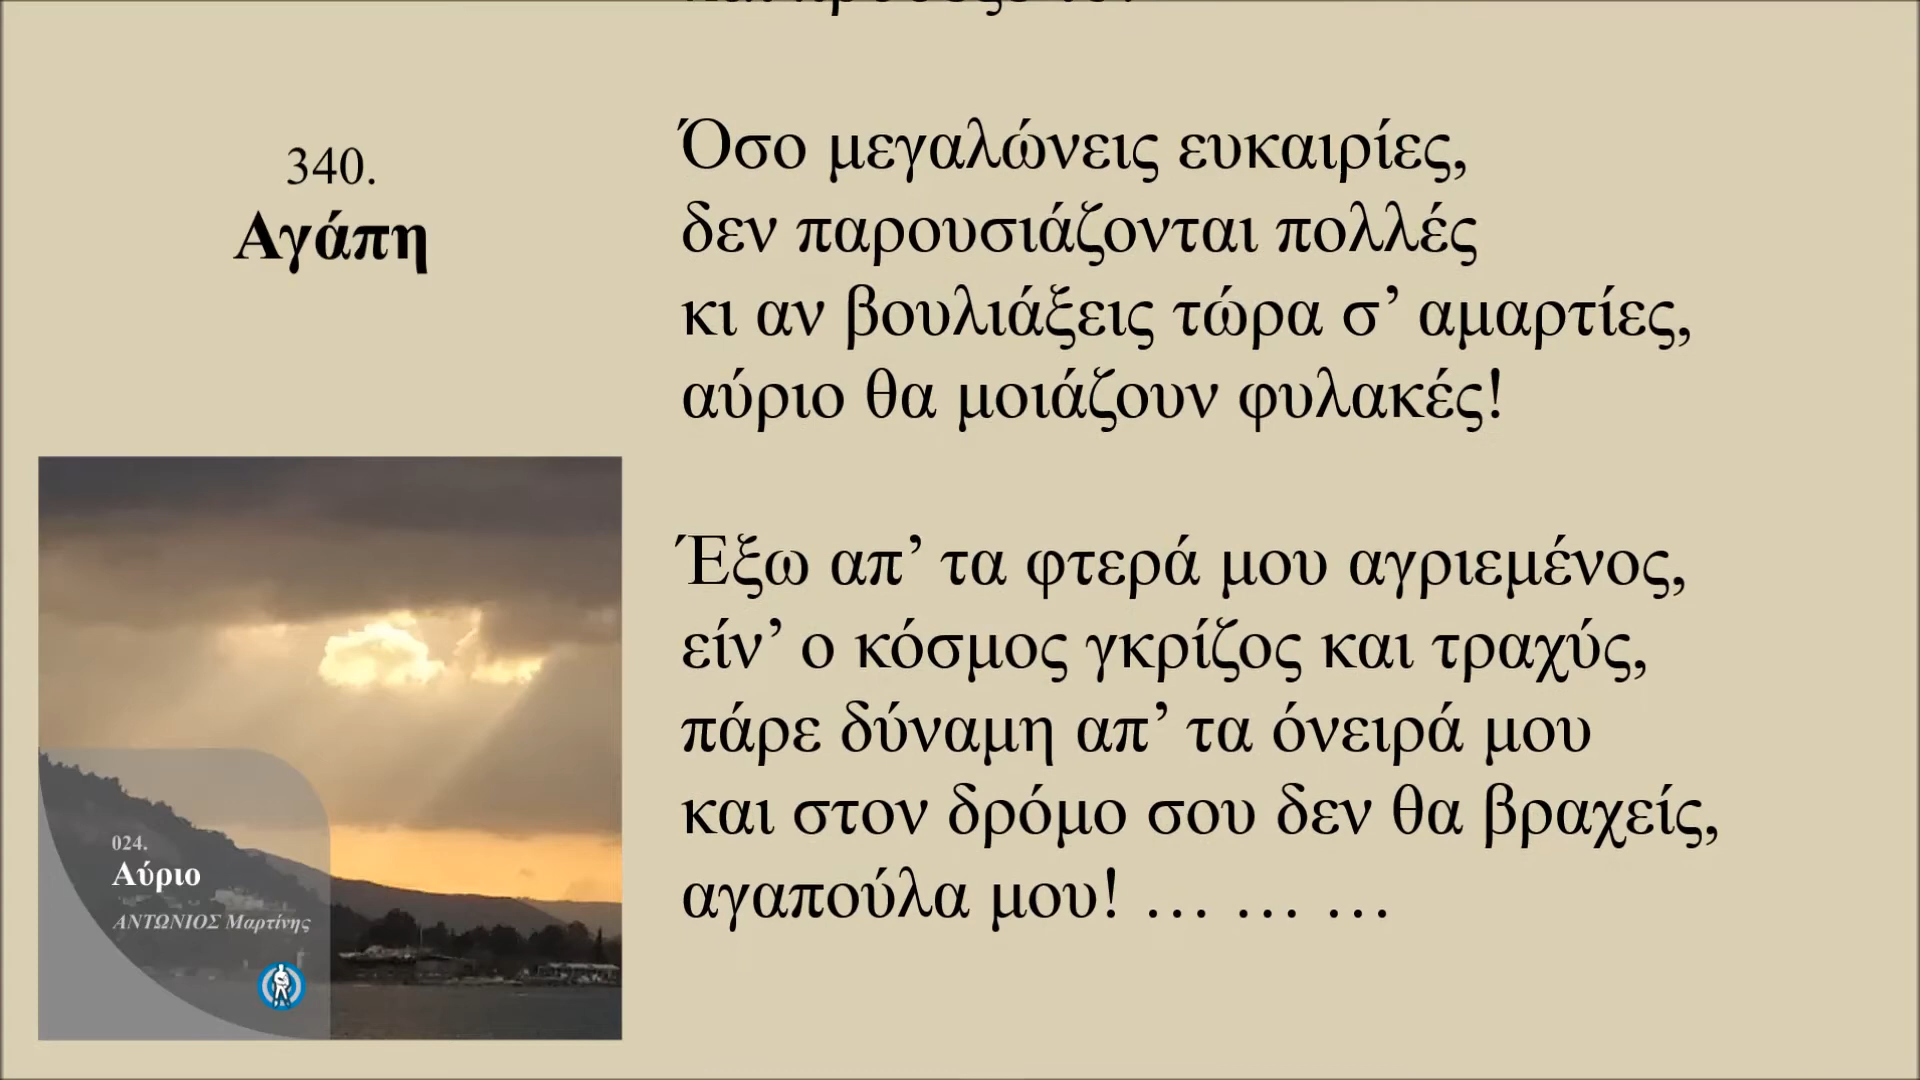 340.
Αγάπη
Όσο μεγαλώνεις ευκαιρίες,
δεν παρουσιάζονται πολλές
κι αν βουλιάξεις τώρα σ’ αμαρτίες,
αύριο θα μοιάζουν φυλακές!
Έξω απ’ τα φτερά μου αγριεμένος,
είν’ ο κόσμος γκρίζος και τραχύς,
πάρε δύναμη απ’ τα όνειρά μου
και στον δρόμο σου δεν θα βραχείς,
αγαπούλα μου! … … …
024.
Αύριο
ΑΝΤΩΝΙΟΣ Μαρτίνης